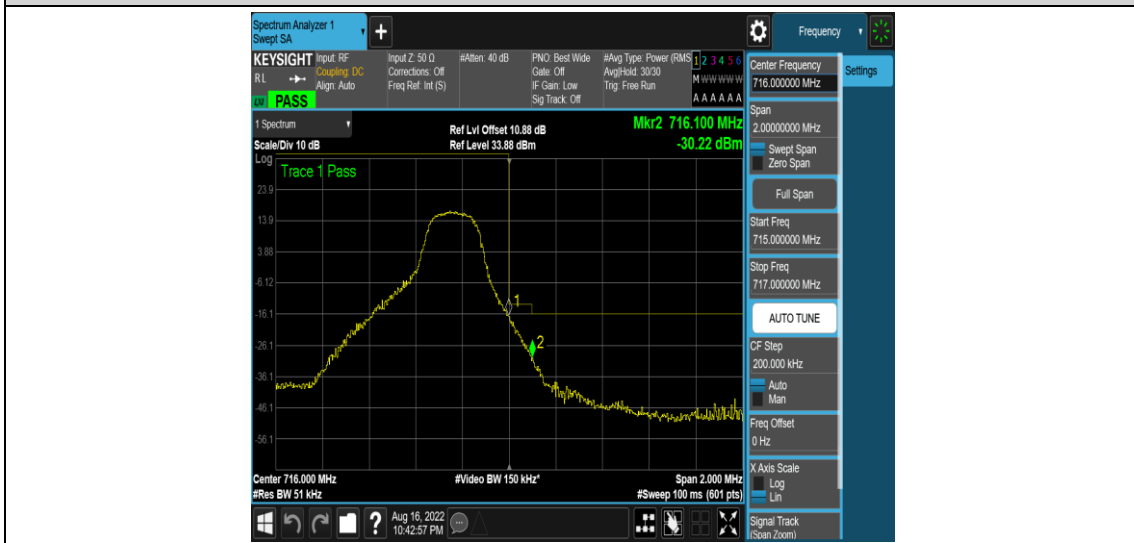 Spectrum Analyzer 1
Swept SA
+
Frequency
KEYSIGHT
RL
LXI PASS
Input: RF
Coupling: DC
Align: Auto
Input Z: 50 Ω
Corrections: Off
Freq Ref: Int (S)
#Atten: 40 dB
PNO: Best Wide
Gate: Off
IF Gain: Low
Sig Track: Off
#Avg Type: Power (RMS
Avg|Hold: 30/30
Trig: Free Run
1 2 3 4 5 6
M W W W W W
A A A A A A
1 Spectrum
Scale/Div 10 dB
Ref Lvl Offset 10.88 dB
Ref Level 33.88 dBm
Mkr2 716.100 MHz
-30.22 dBm
Log
Trace 1 Pass
23.9
13.9
3.88
-6.12
-16.1
-26.1
-36.1
-46.1
-56.1
1
2
Center 716.000 MHz
#Res BW 51 kHz
#Video BW 150 kHz*
Span 2.000 MHz
#Sweep 100 ms (601 pts)
Center Frequency
716.000000 MHz
Settings
Span
2.00000000 MHz
Swept Span
Zero Span
Full Span
Start Freq
715.000000 MHz
Stop Freq
717.000000 MHz
AUTO TUNE
CF Step
200.000 kHz
Auto
Man
Freq Offset
0 Hz
X Axis Scale
Log
Lin
Signal Track
(Span Zoom)
?
Aug 16, 2022
10:42:57 PM